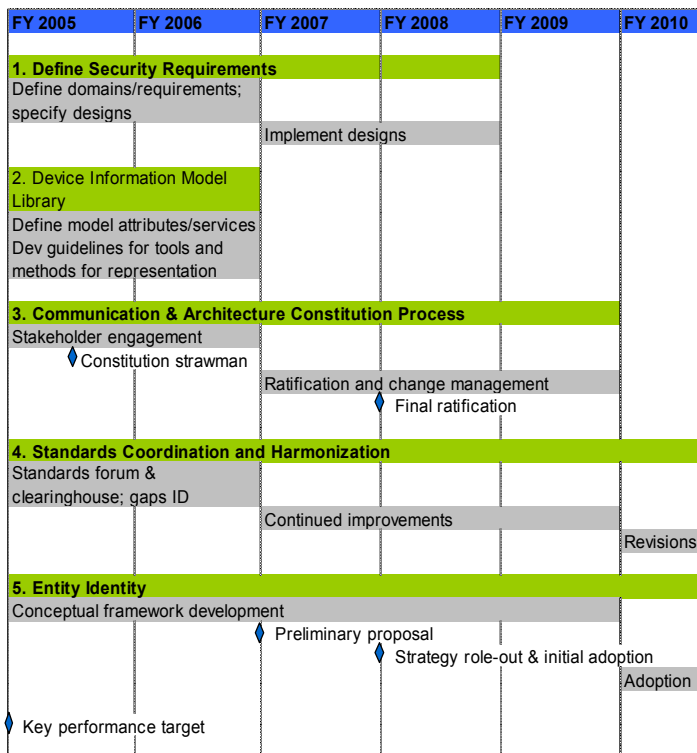 FY 2005 FY 2006 FY 2007 FY 2008 FY 2009 FY 2010
1. Define Security Requirements
Define domains/requirements;
specify designs
Implement designs
2. Device Information Model
Library
Define model attributes/services
Dev guidelines for tools and
methods for representation
3. Communication & Architecture Constitution Process
Stakeholder engagement
Constitution strawman
Ratification and change management
Final ratification
4. Standards Coordination and Harmonization
Standards forum &
clearinghouse; gaps ID
Continued improvements
Revisions
5. Entity Identity
Conceptual framework development
Preliminary proposal
Strategy role-out & initial adoption
Adoption
Key performance target